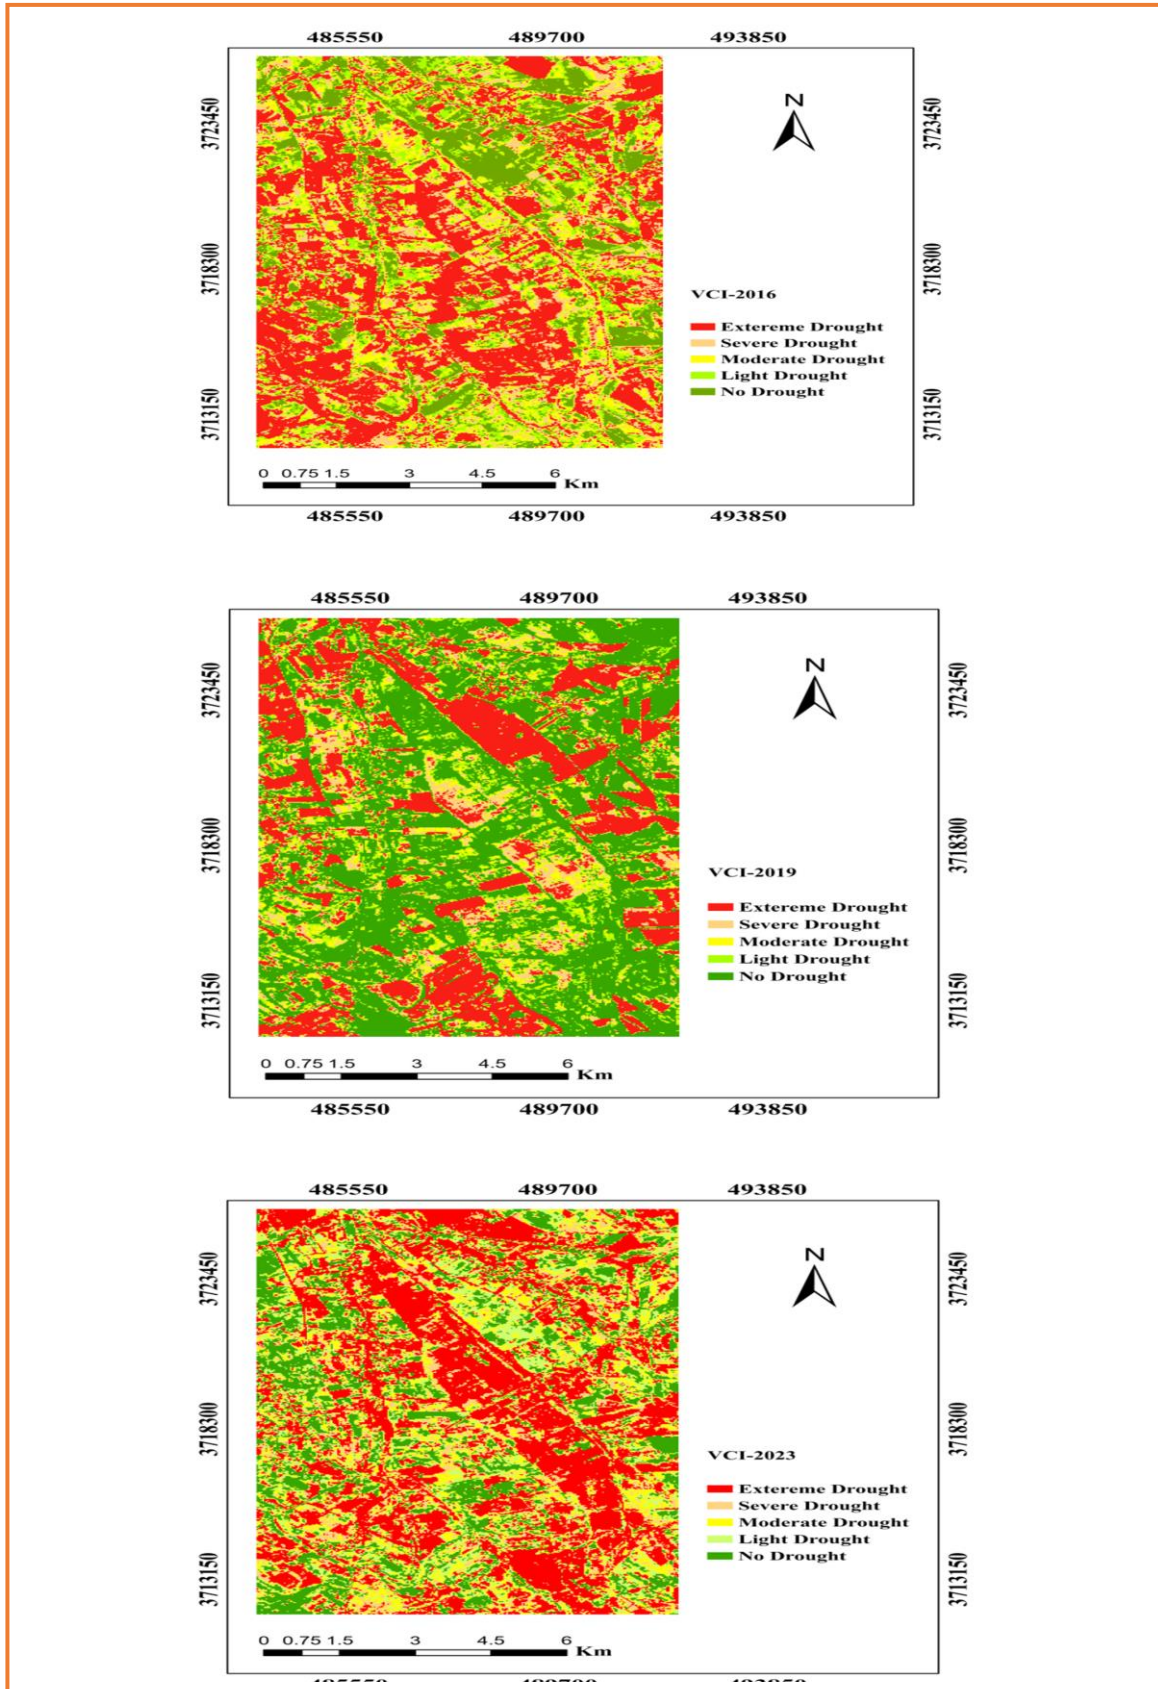 485550 489700 493850
3723450 3723450
N
3718300 3718300
VCI-2016
Extereme Drought
Severe Drought
Moderate Drought
Light Drought
No Drought
3713150 3713150
0 0.75 1.5 3 4.5 6
Km
485550 489700 493850
485550 489700 493850
3723450 3723450
N
3718300 3718300
VCI-2019
Extereme Drought
Severe Drought
Moderate Drought
Light Drought
No Drought
3713150 3713150
0 0.75 1.5 3 4.5 6
Km
485550 489700 493850
485550 489700 493850
3723450 3723450
N
3718300 3718300
VCI-2023
Extereme Drought
Severe Drought
Moderate Drought
Light Drought
No Drought
3713150 3713150
0 0.75 1.5 3 4.5 6
Km